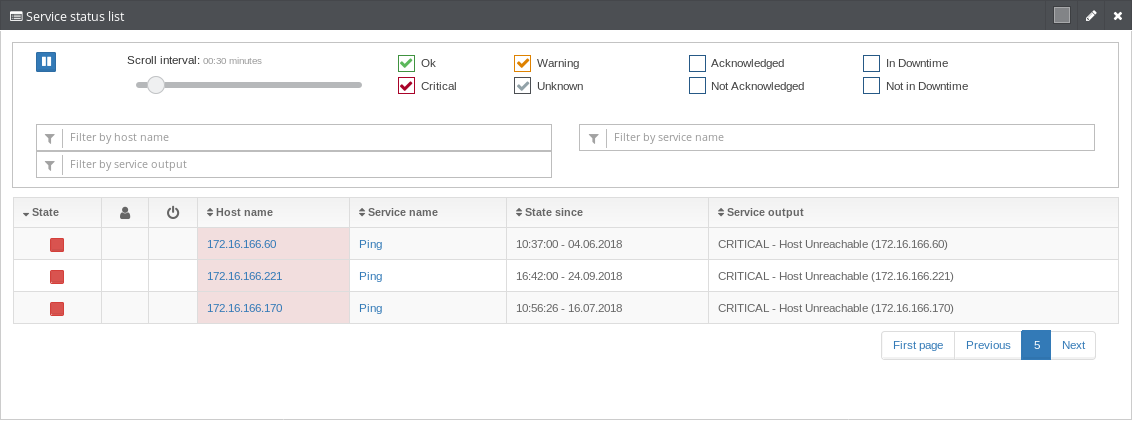 Service status list
Scroll interval: 00:30 minutes
Ok
Warning
Acknowledged
In Downtime
Critical
Unknown
Not Acknowledged
Not in Downtime
Filter by host name
Filter by service name
Filter by service output
State Host name Service name State since Service output
172.16.166.60 Ping 10:37:00 - 04.06.2018 CRITICAL - Host Unreachable (172.16.166.60)
172.16.166.221 Ping 16:42:00 - 24.09.2018 CRITICAL - Host Unreachable (172.16.166.221)
172.16.166.170 Ping 10:56:26 - 16.07.2018 CRITICAL - Host Unreachable (172.16.166.170)
First page Previous 5 Next